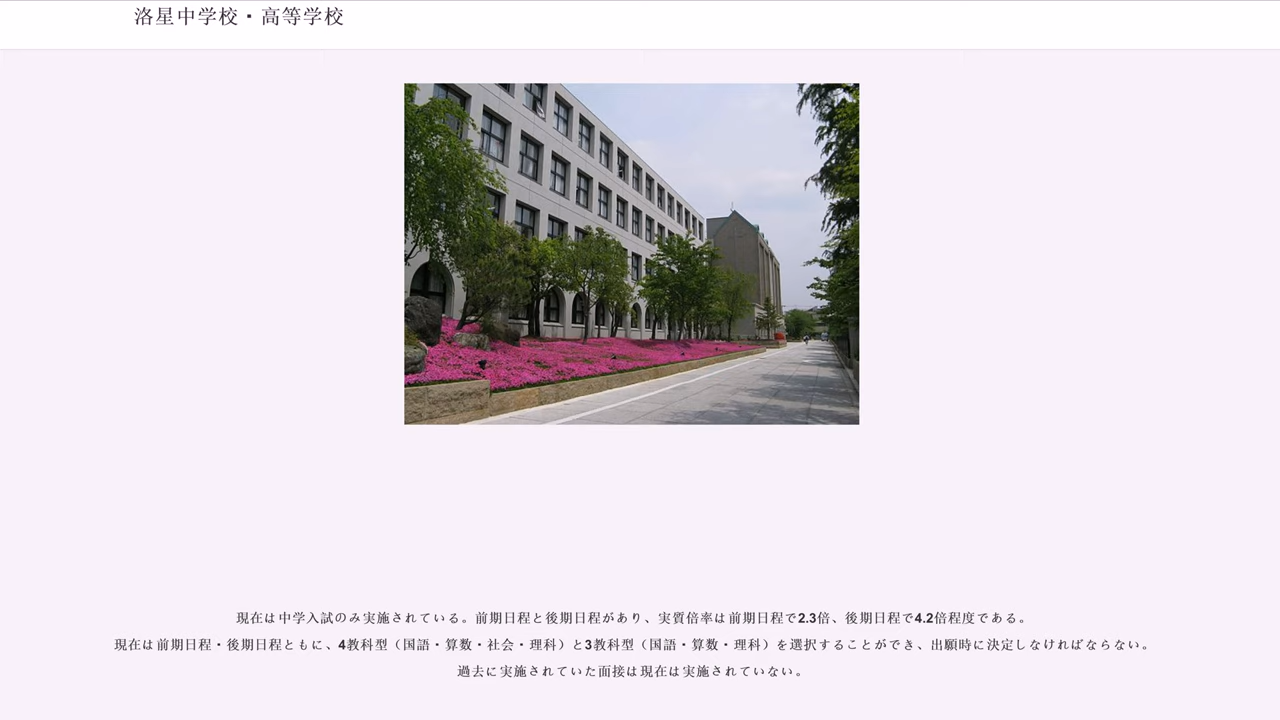 洛星中学校・高等学校
現在は中学入試のみ実施されている。前期日程と後期日程があり、実質倍率は前期日程で2.3倍、後期日程で4.2倍程度である。
現在は前期日程・後期日程ともに、4教科型（国語・算数・社会・理科）と3教科型（国語・算数・理科）を選択することができ、出願時に決定しなければならない。
過去に実施されていた面接は現在は実施されていない。